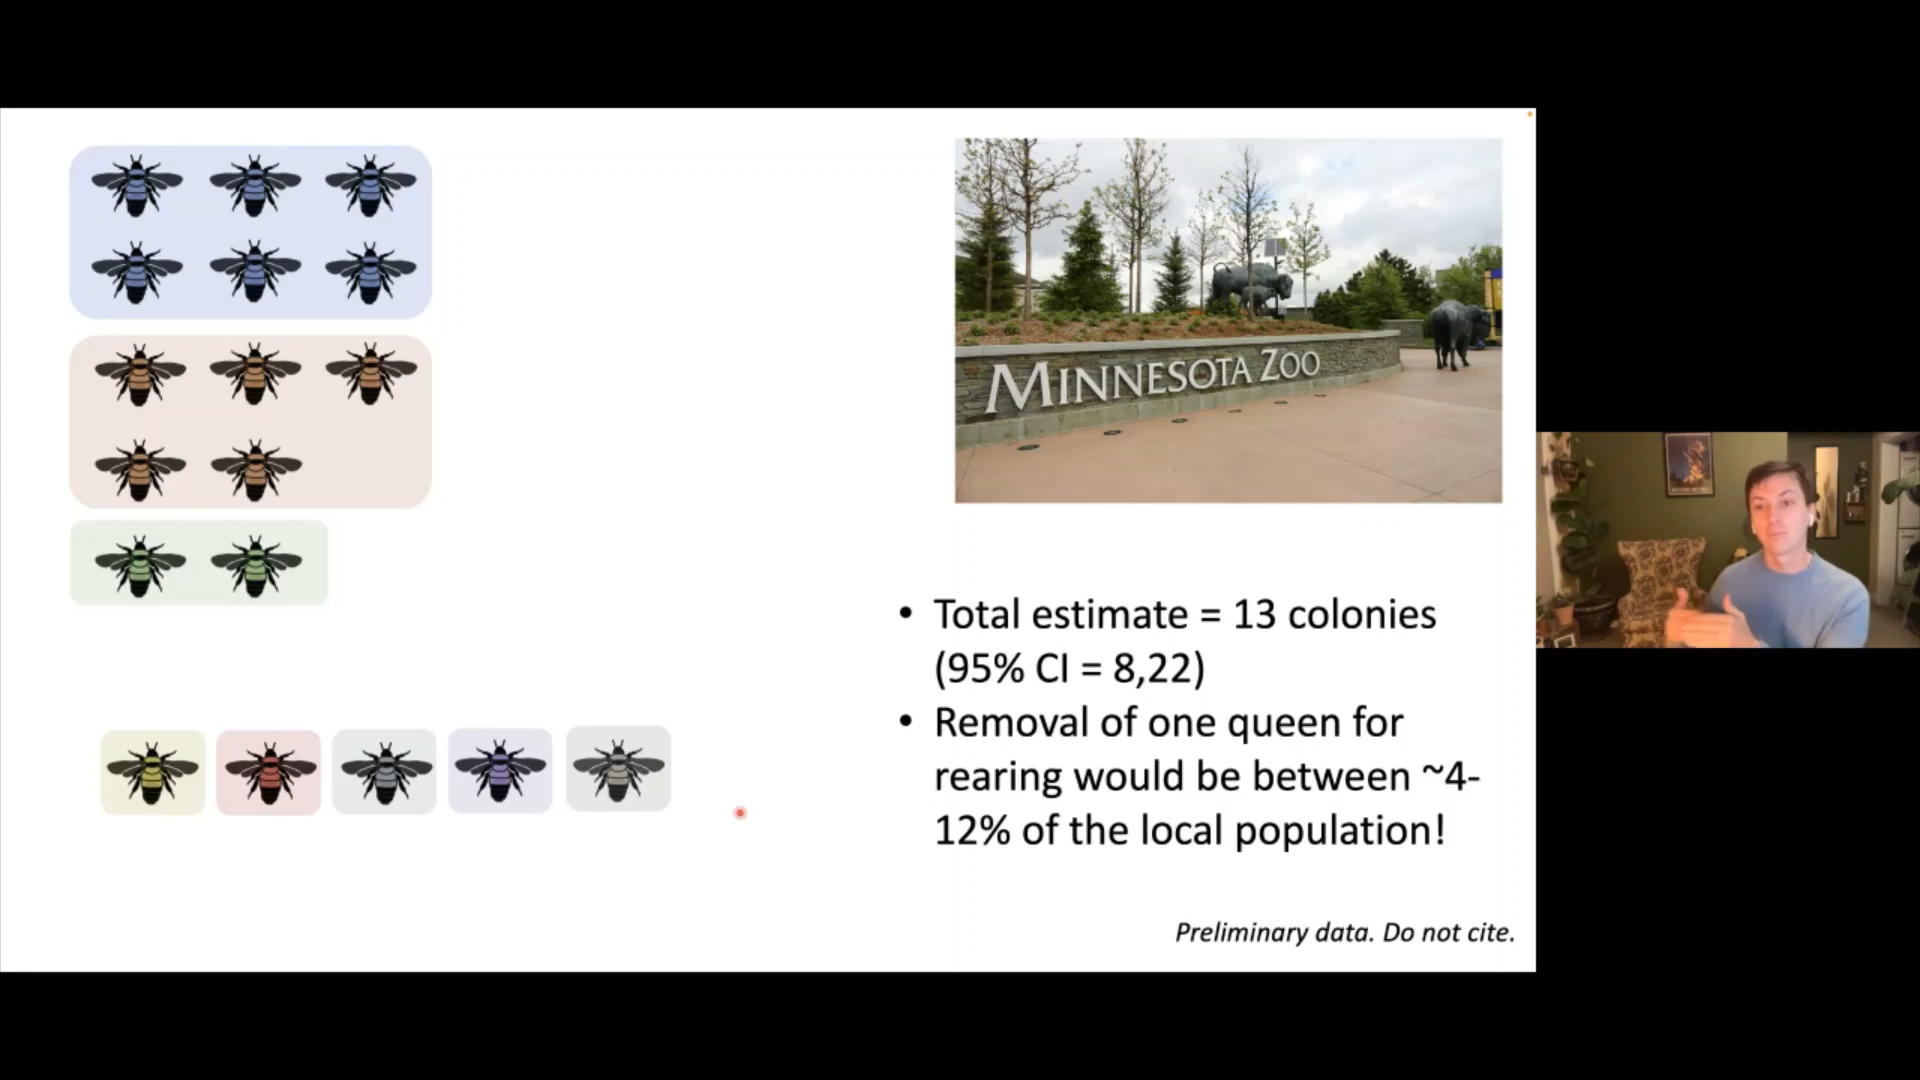 MINNESOTA ZOO
• Total estimate = 13 colonies
(95% CI = 8,22)
• Removal of one queen for
rearing would be between ~4-
12% of the local population!
Preliminary data. Do not cite.